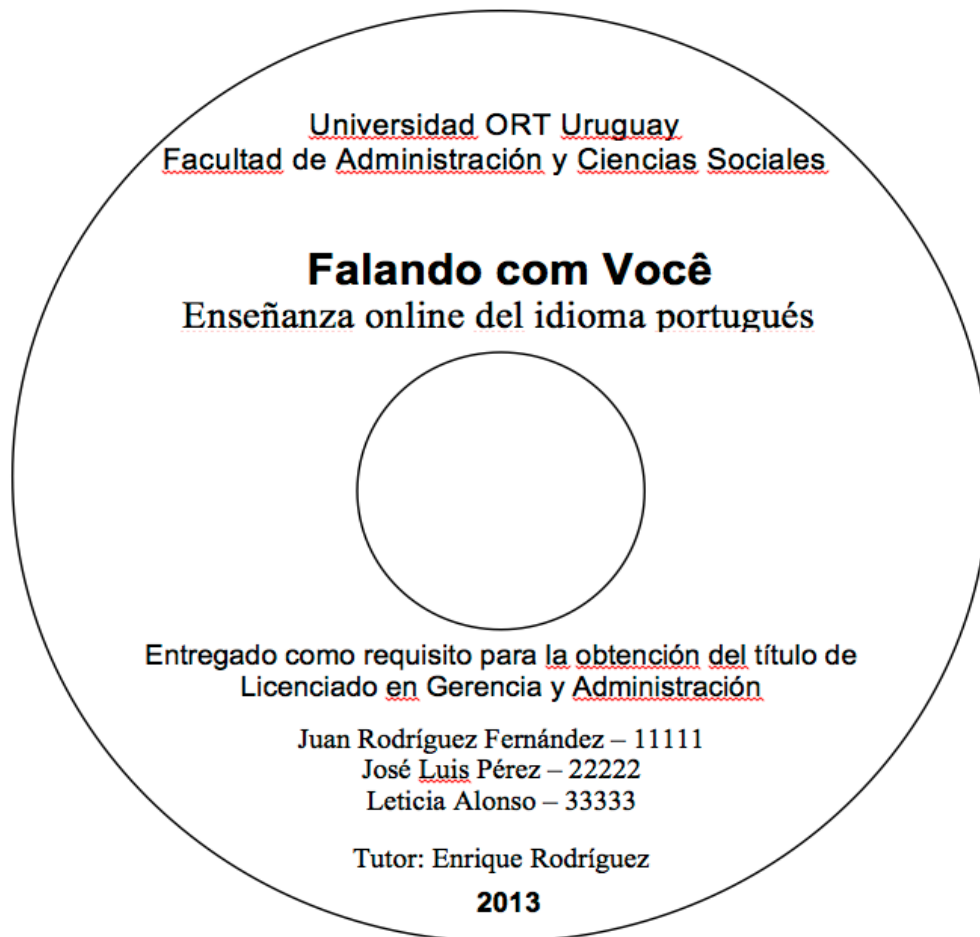 Universidad ORT Uruguay
Facultad de Administración y Ciencias Sociales
Falando com Você
Enseñanza online del idioma portugués
Entregado como requisito para la obtención del título de
Licenciado en Gerencia y Administración
Juan Rodríguez Fernández – 11111
José Luis Pérez – 22222
Leticia Alonso – 33333
Tutor: Enrique Rodríguez
2013